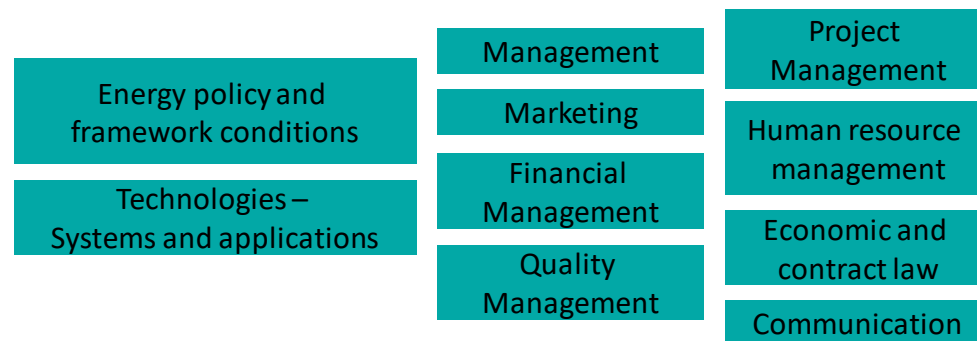 Energy policy and
framework conditions
Technologies –
Systems and applications
Management
Marketing
Financial
Management
Quality
Management
Project
Management
Human resource
management
Economic and
contract law
Communication